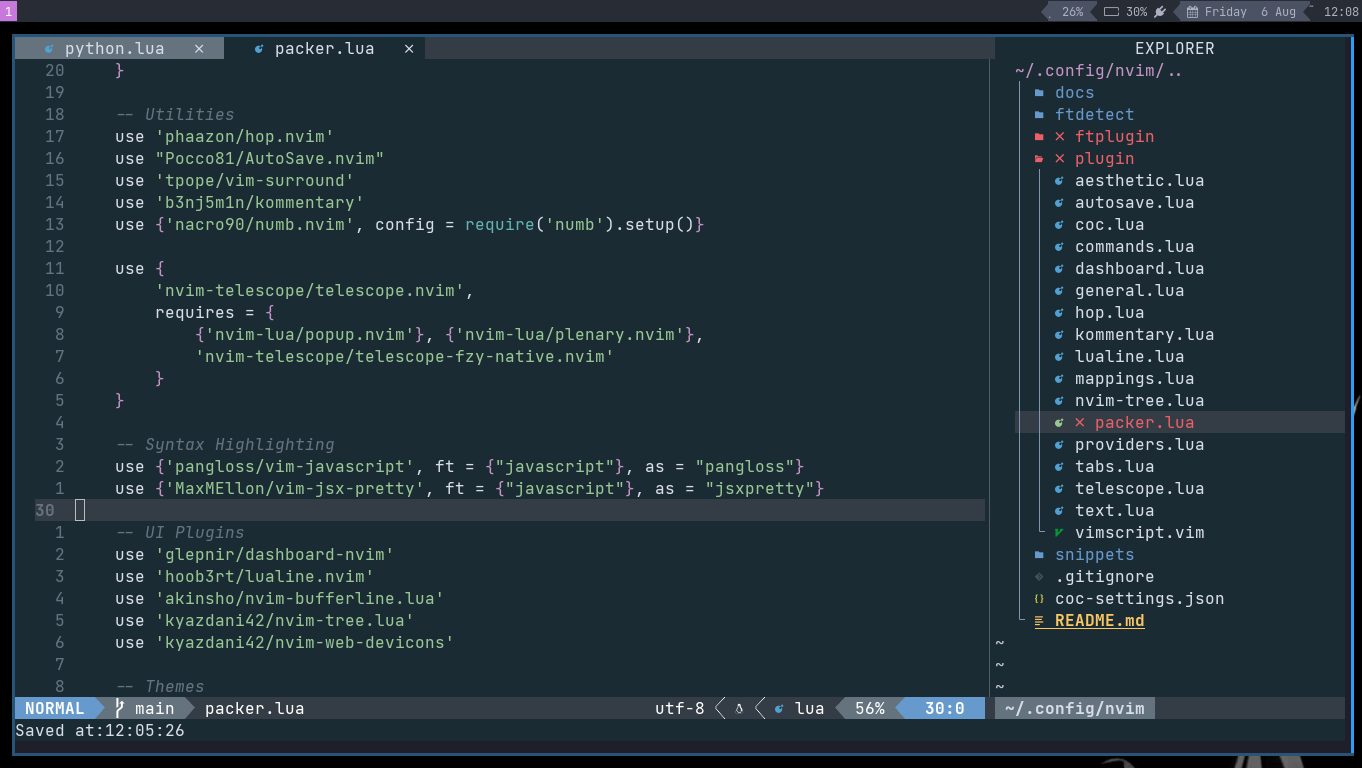 1 26% 30% Friday 6 Aug 12:08
python.lua × packer.lua × EXPLORER
20 }
19
18 -- Utilities
17 use 'phaazon/hop.nvim'
16 use "Pocco81/AutoSave.nvim"
15 use 'tpope/vim-surround'
14 use 'b3nj5m1n/kommentary'
13 use {'nacro90/numb.nvim', config = require('numb').setup()}
12
11 use {
10 'nvim-telescope/telescope.nvim',
9 requires = {
8 {'nvim-lua/popup.nvim'}, {'nvim-lua/plenary.nvim'},
7 'nvim-telescope/telescope-fzy-native.nvim'
6 }
5 }
4
3 -- Syntax Highlighting
2 use {'pangloss/vim-javascript', ft = {"javascript"}, as = "pangloss"}
1 use {'MaxMEllon/vim-jsx-pretty', ft = {"javascript"}, as = "jsxpretty"}
30
1 -- UI Plugins
2 use 'glepnir/dashboard-nvim'
3 use 'hoob3rt/lualine.nvim'
4 use 'akinsho/nvim-bufferline.lua'
5 use 'kyazdani42/nvim-tree.lua'
6 use 'kyazdani42/nvim-web-devicons'
7
8 -- Themes
~/.config/nvim/..
docs
ftdetect
✕ ftplugin
✕ plugin
aesthetic.lua
autosave.lua
coc.lua
commands.lua
dashboard.lua
general.lua
hop.lua
kommentary.lua
lualine.lua
mappings.lua
nvim-tree.lua
✕ packer.lua
providers.lua
tabs.lua
telescope.lua
text.lua
vimscript.vim
snippets
.gitignore
{} coc-settings.json
README.md
~
~
~
NORMAL main packer.lua utf-8 lua 56% 30:0 ~/.config/nvim
Saved at:12:05:26